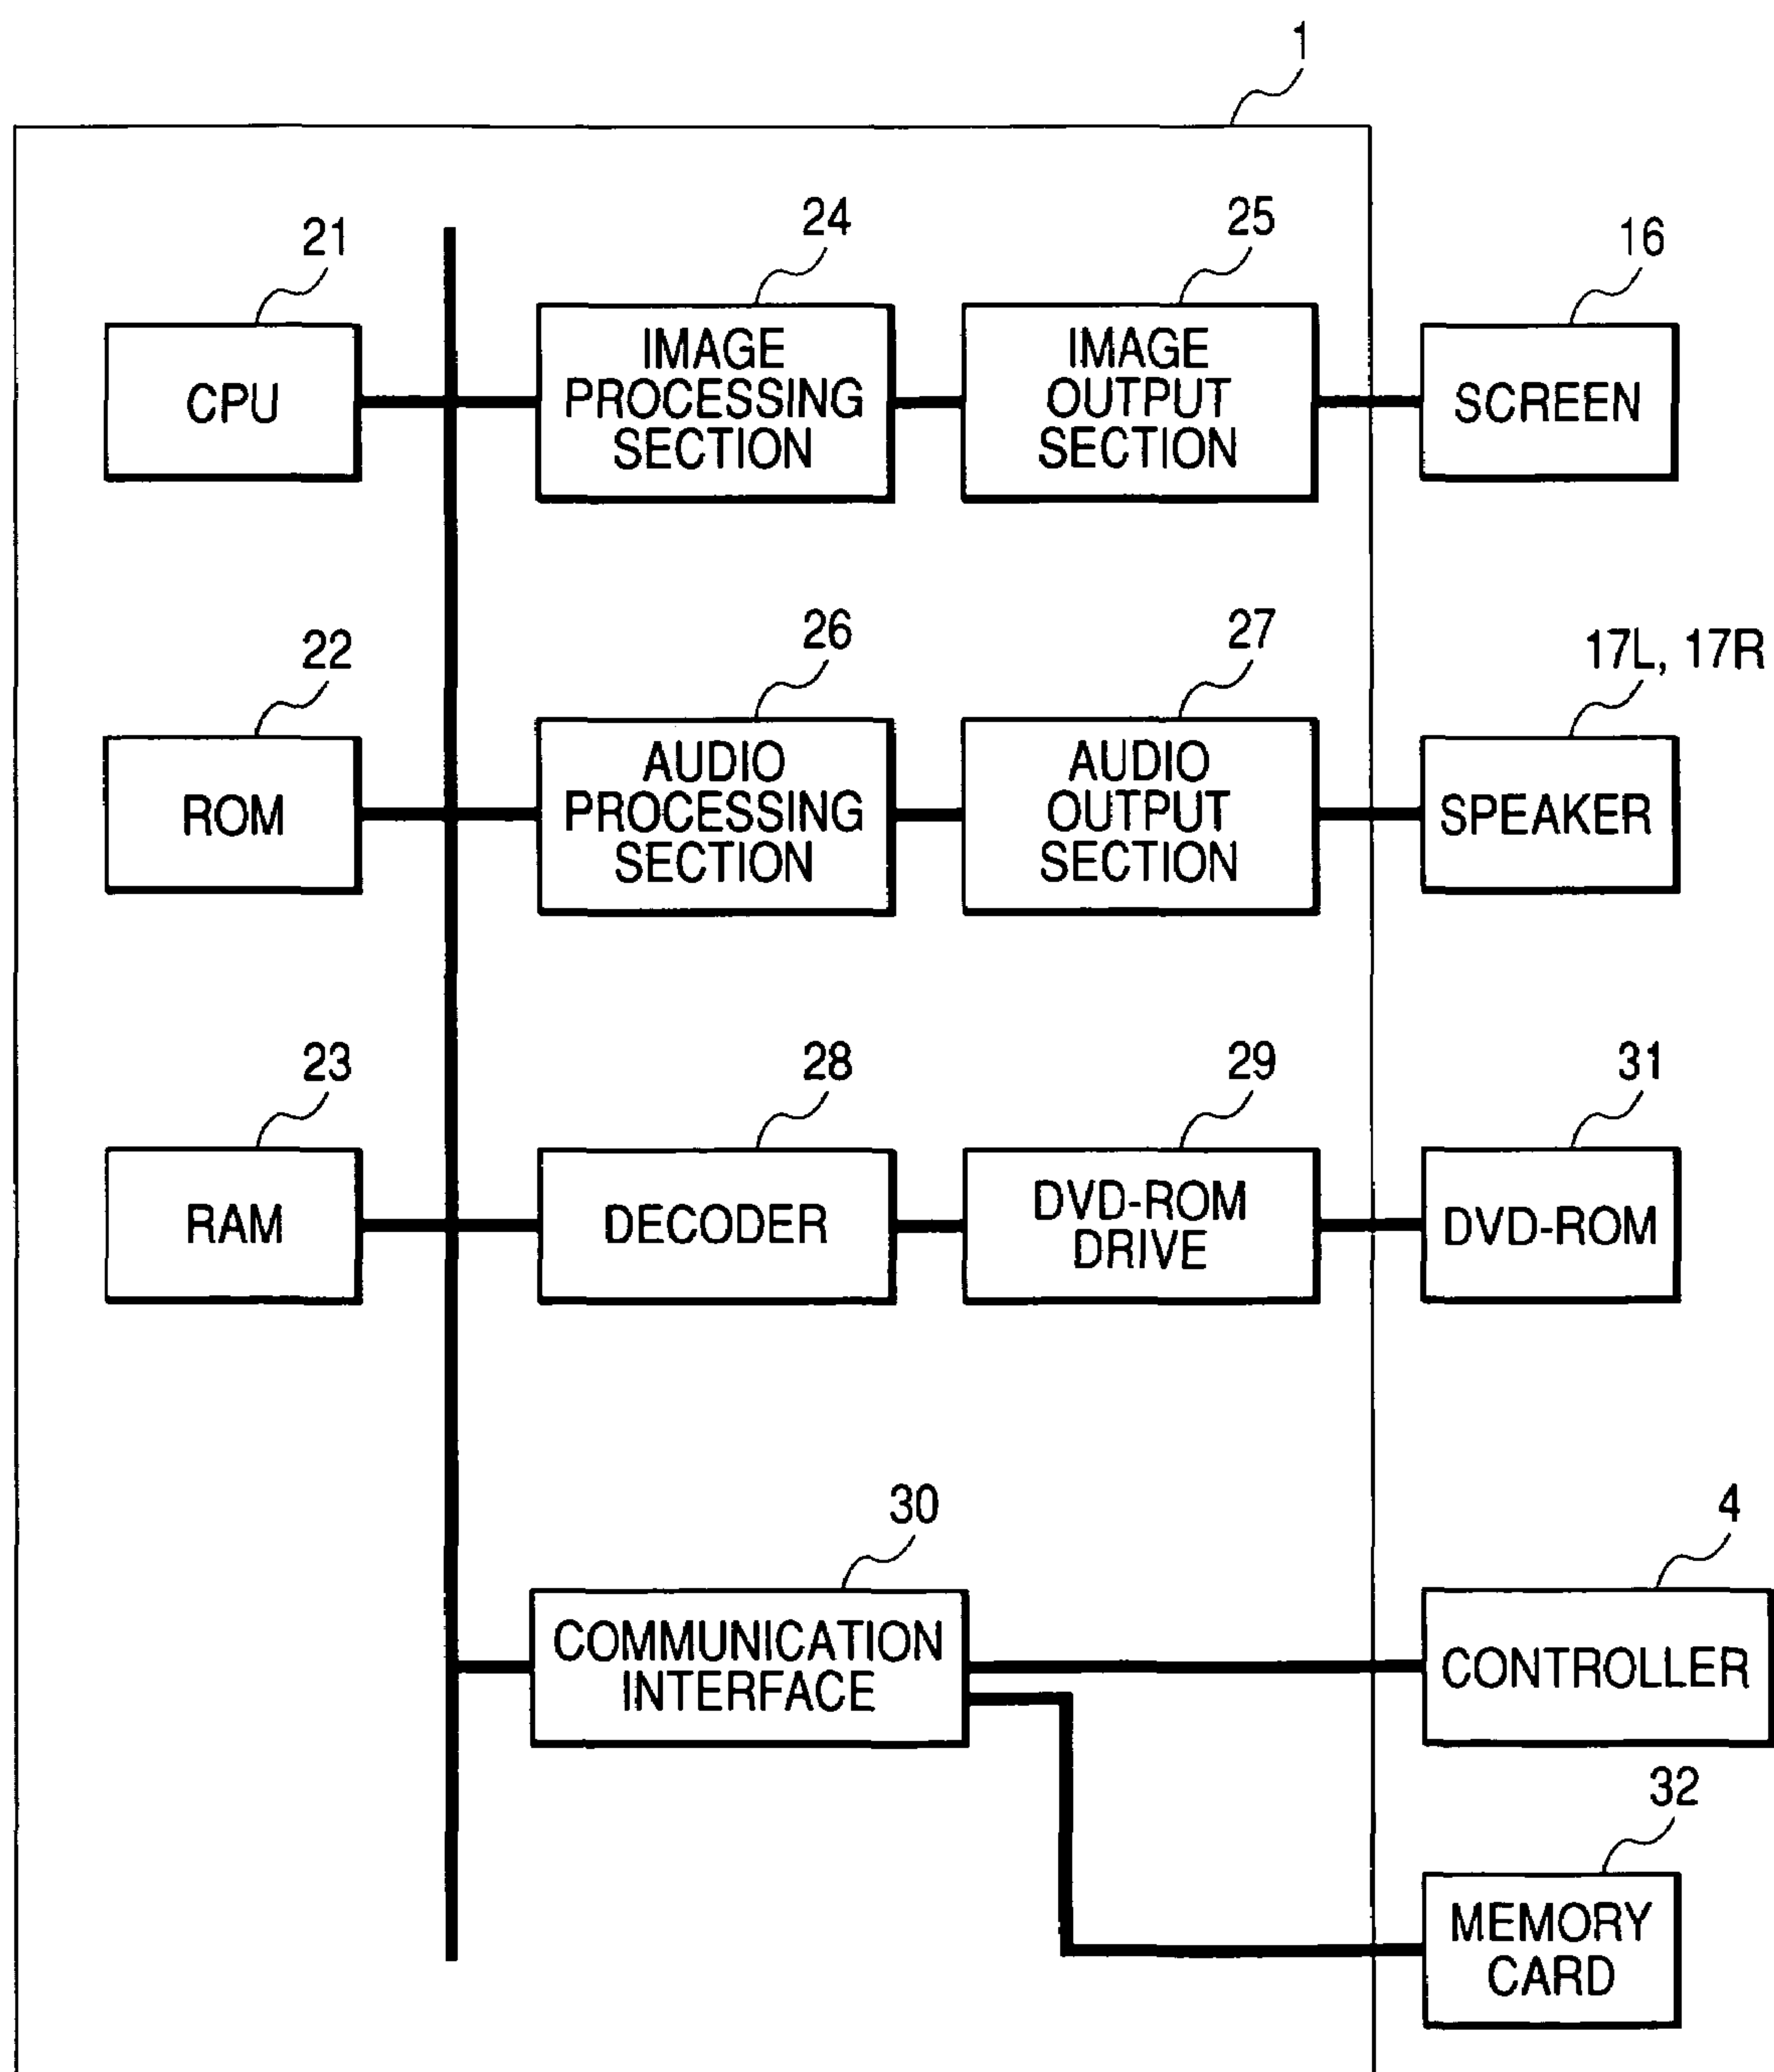 1
21
24
25
16
CPU
IMAGE
PROCESSING
SECTION
IMAGE
OUTPUT
SECTION
SCREEN
22
26
27
17L, 17R
ROM
AUDIO
PROCESSING
SECTION
AUDIO
OUTPUT
SECTION
SPEAKER
23
28
29
31
RAM
DECODER
DVD-ROM
DRIVE
DVD-ROM
30
4
COMMUNICATION
INTERFACE
CONTROLLER
32
MEMORY
CARD